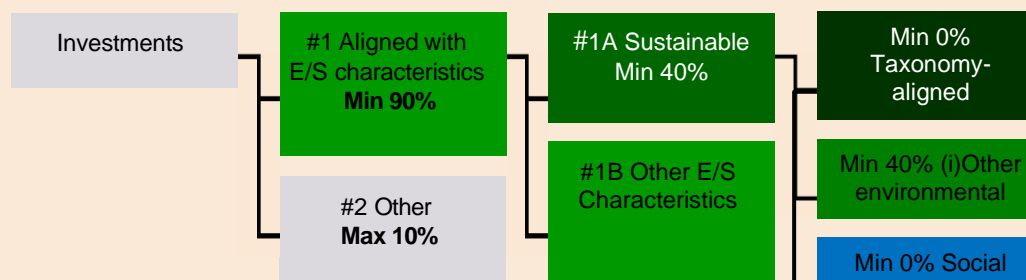 Investments
#1 Aligned with
E/S characteristics
Min 90%
#2 Other
Max 10%
#1A Sustainable
Min 40%
#1B Other E/S
Characteristics
Min 0%
Taxonomy-
aligned
Min 40% (i)Other
environmental
Min 0% Social